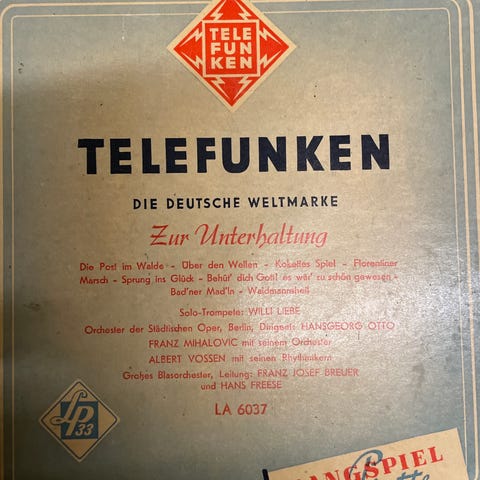 TELE
FUN
KEN
TELEFUNKEN
DIE DEUTSCHE WELTMARKE
Zur Unterhaltung
Die Post im Walde - Über den Wellen - Kokettes Spiel - Florentiner
Marsch - Sprung ins Glück - Behüt' dich Gott! es wär' zu schön gewesen -
Bad'ner Mad'ln - Waidmannsheil
Solo-Trompete: WILLI LIEBE
Orchester der Städtischen Oper, Berlin, Dirigent: HANSGEORG OTTO
FRANZ MIHALOVIC mit seinem Orchester
ALBERT VOSSEN mit seinen Rhythmikern
Großes Blasorchester, Leitung: FRANZ JOSEF BREUER
und HANS FREESE
LA 6037
LP
33
LANGSPIEL
Platte